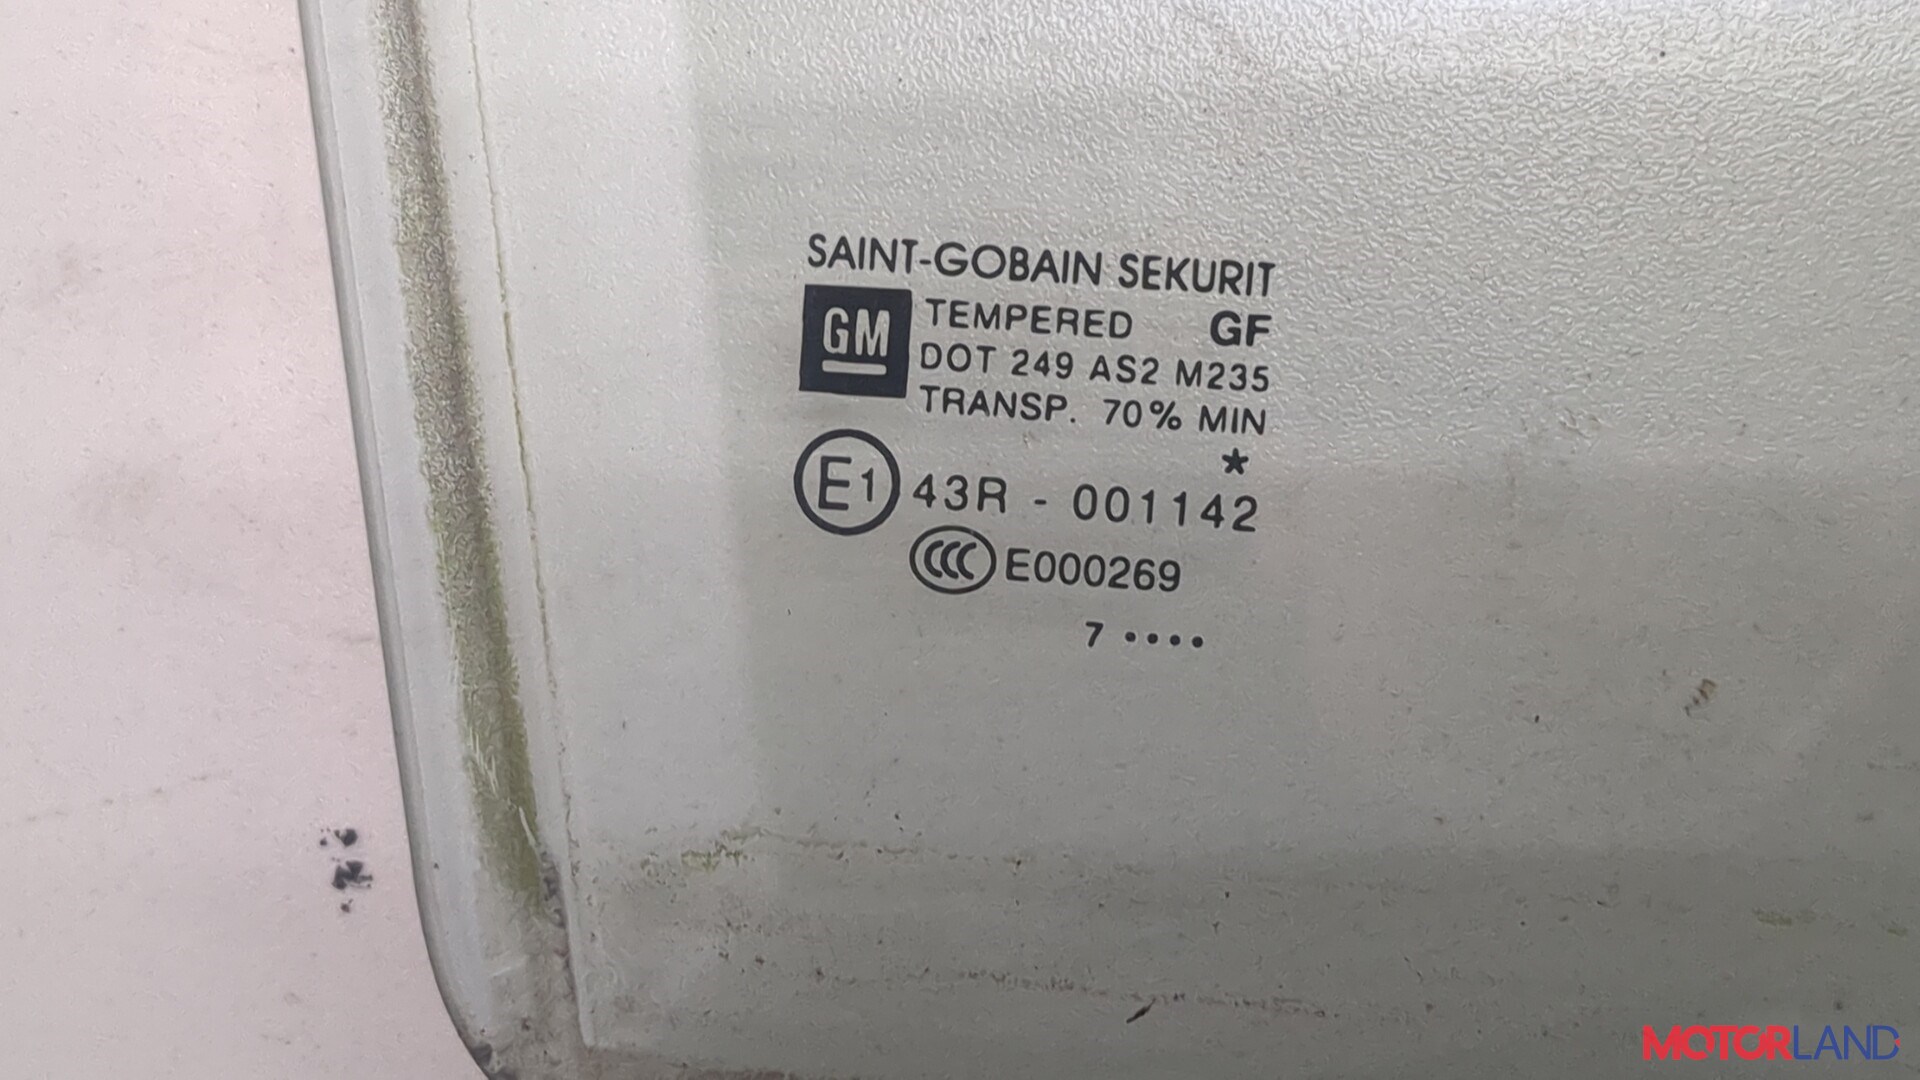 SAINT-GOBAIN SEKURIT
GM
TEMPERED GF
DOT 249 AS2 M235
TRANSP. 70% MIN
*
E1 43R - 001142
CCC E000269
7 ••••
MOTORLAND